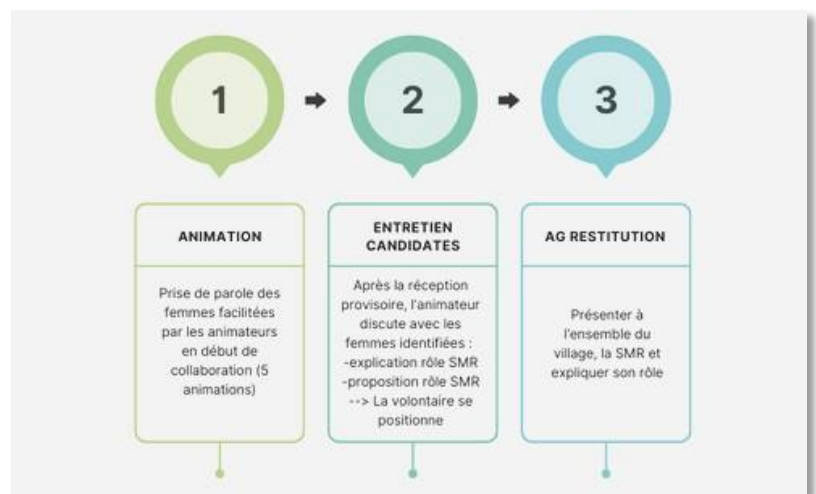 1
2
3
ANIMATION
Prise de parole des
femmes facilitées
par les animateurs
en début de
collaboration (5
animations)
ENTRETIEN
CANDIDATES
Après la réception
provisoire, l'animateur
discute avec les
femmes identifiées :
-explication rôle SMR
-proposition rôle SMR
--> La volontaire se
positionne
AG RESTITUTION
Présenter à
l'ensemble du
village, la SMR et
expliquer son rôle